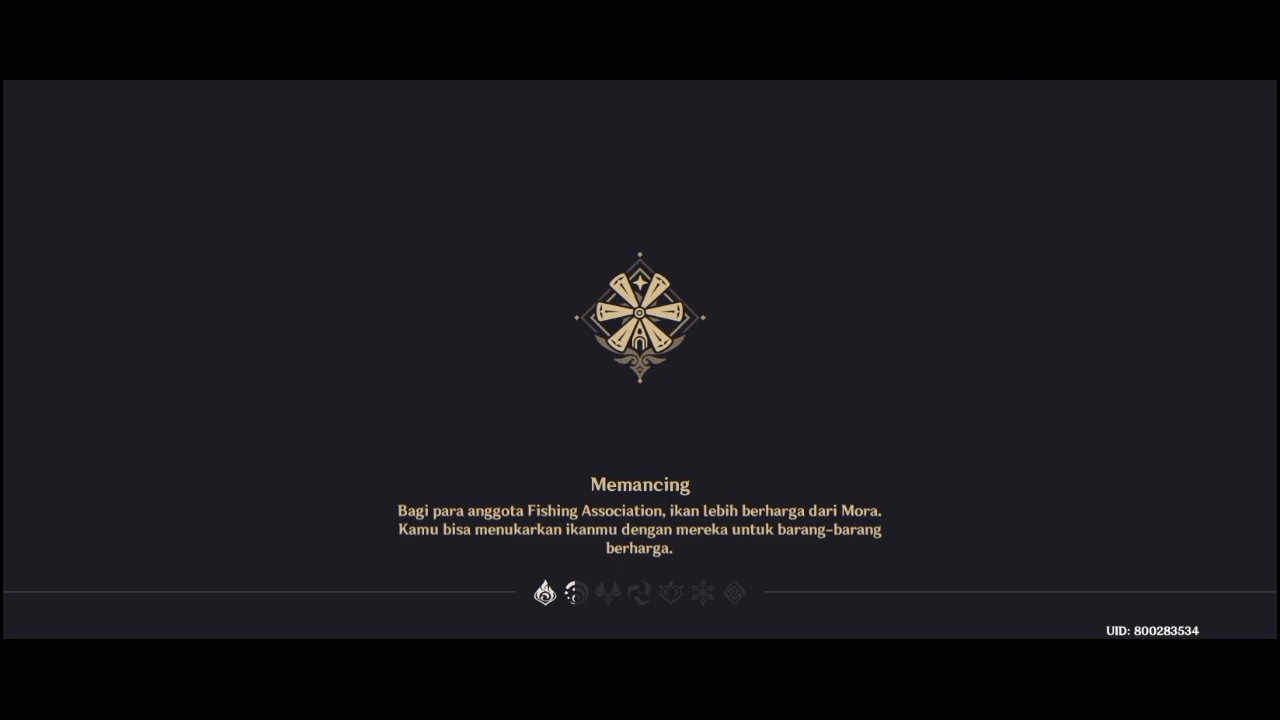 Memancing
Bagi para anggota Fishing Association, ikan lebih berharga dari Mora.
Kamu bisa menukarkan ikanmu dengan mereka untuk barang-barang
berharga.
UID: 800283534